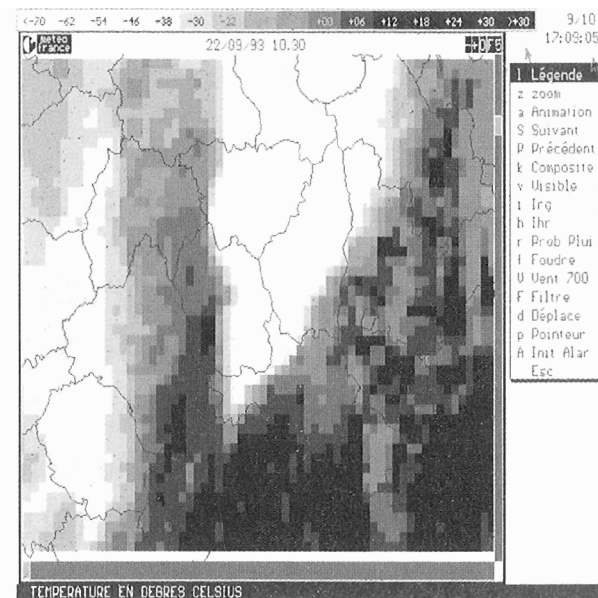 <-70 -62 -54 -46 -38 -30 -22 +00 +06 +12 +18 +24 +30 >+30
9/10
17:09:05
meteo
france
22/09/93 10.30
DFS
l Légende
z zoom
a Animation
S Suivant
P Précédent
k Composite
v Visible
i Irg
h Ihr
r Prob Plui
f Foudre
V Vent 700
F Filtre
d Déplace
p Pointeur
A Init Alar
Esc
TEMPERATURE EN DEGRES CELSIUS